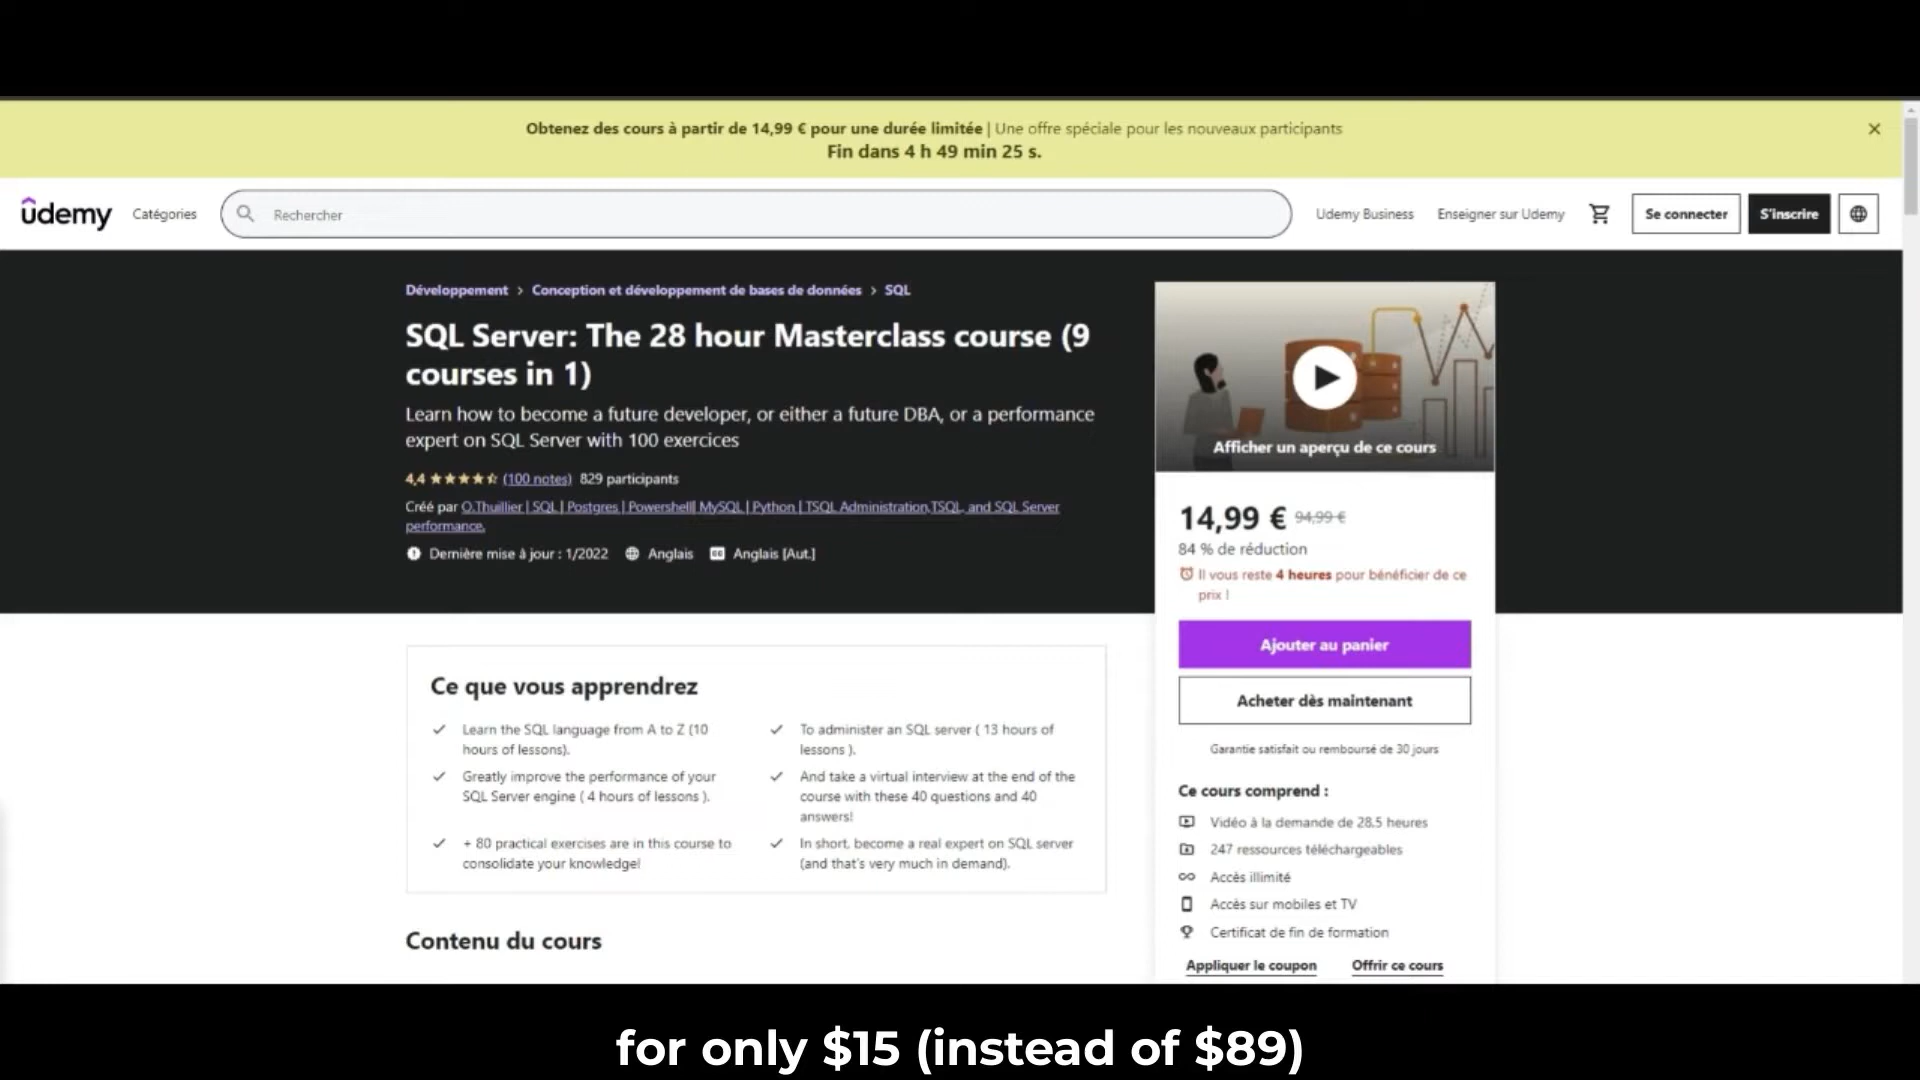 Obtenez des cours à partir de 14,99 € pour une durée limitée | Une offre spéciale pour les nouveaux participants
Fin dans 4 h 49 min 25 s.
ûdemy
Catégories
Rechercher
Udemy Business
Enseigner sur Udemy
Se connecter
S'inscrire
Développement > Conception et développement de bases de données > SQL
SQL Server: The 28 hour Masterclass course (9
courses in 1)
Learn how to become a future developer, or either a future DBA, or a performance
expert on SQL Server with 100 exercices
4,4 (100 notes) 829 participants
Créé par O.Thuillier | SQL | Postgres | Powershell| MySQL | Python | TSQL Administration,TSQL, and SQL Server
performance.
Dernière mise à jour : 1/2022 Anglais Anglais [Aut.]
Afficher un aperçu de ce cours
14,99 € 94,99 €
84 % de réduction
Il vous reste 4 heures pour bénéficier de ce
prix !
Ajouter au panier
Acheter dès maintenant
Garantie satisfait ou remboursé de 30 jours
Ce cours comprend :
Vidéo à la demande de 28.5 heures
247 ressources téléchargeables
Accès illimité
Accès sur mobiles et TV
Certificat de fin de formation
Appliquer le coupon
Offrir ce cours
Ce que vous apprendrez
Learn the SQL language from A to Z (10
hours of lessons).
Greatly improve the performance of your
SQL Server engine ( 4 hours of lessons ).
+ 80 practical exercises are in this course to
consolidate your knowledge!
To administer an SQL server ( 13 hours of
lessons ).
And take a virtual interview at the end of the
course with these 40 questions and 40
answers!
In short, become a real expert on SQL server
(and that's very much in demand).
Contenu du cours
for only $15 (instead of $89)